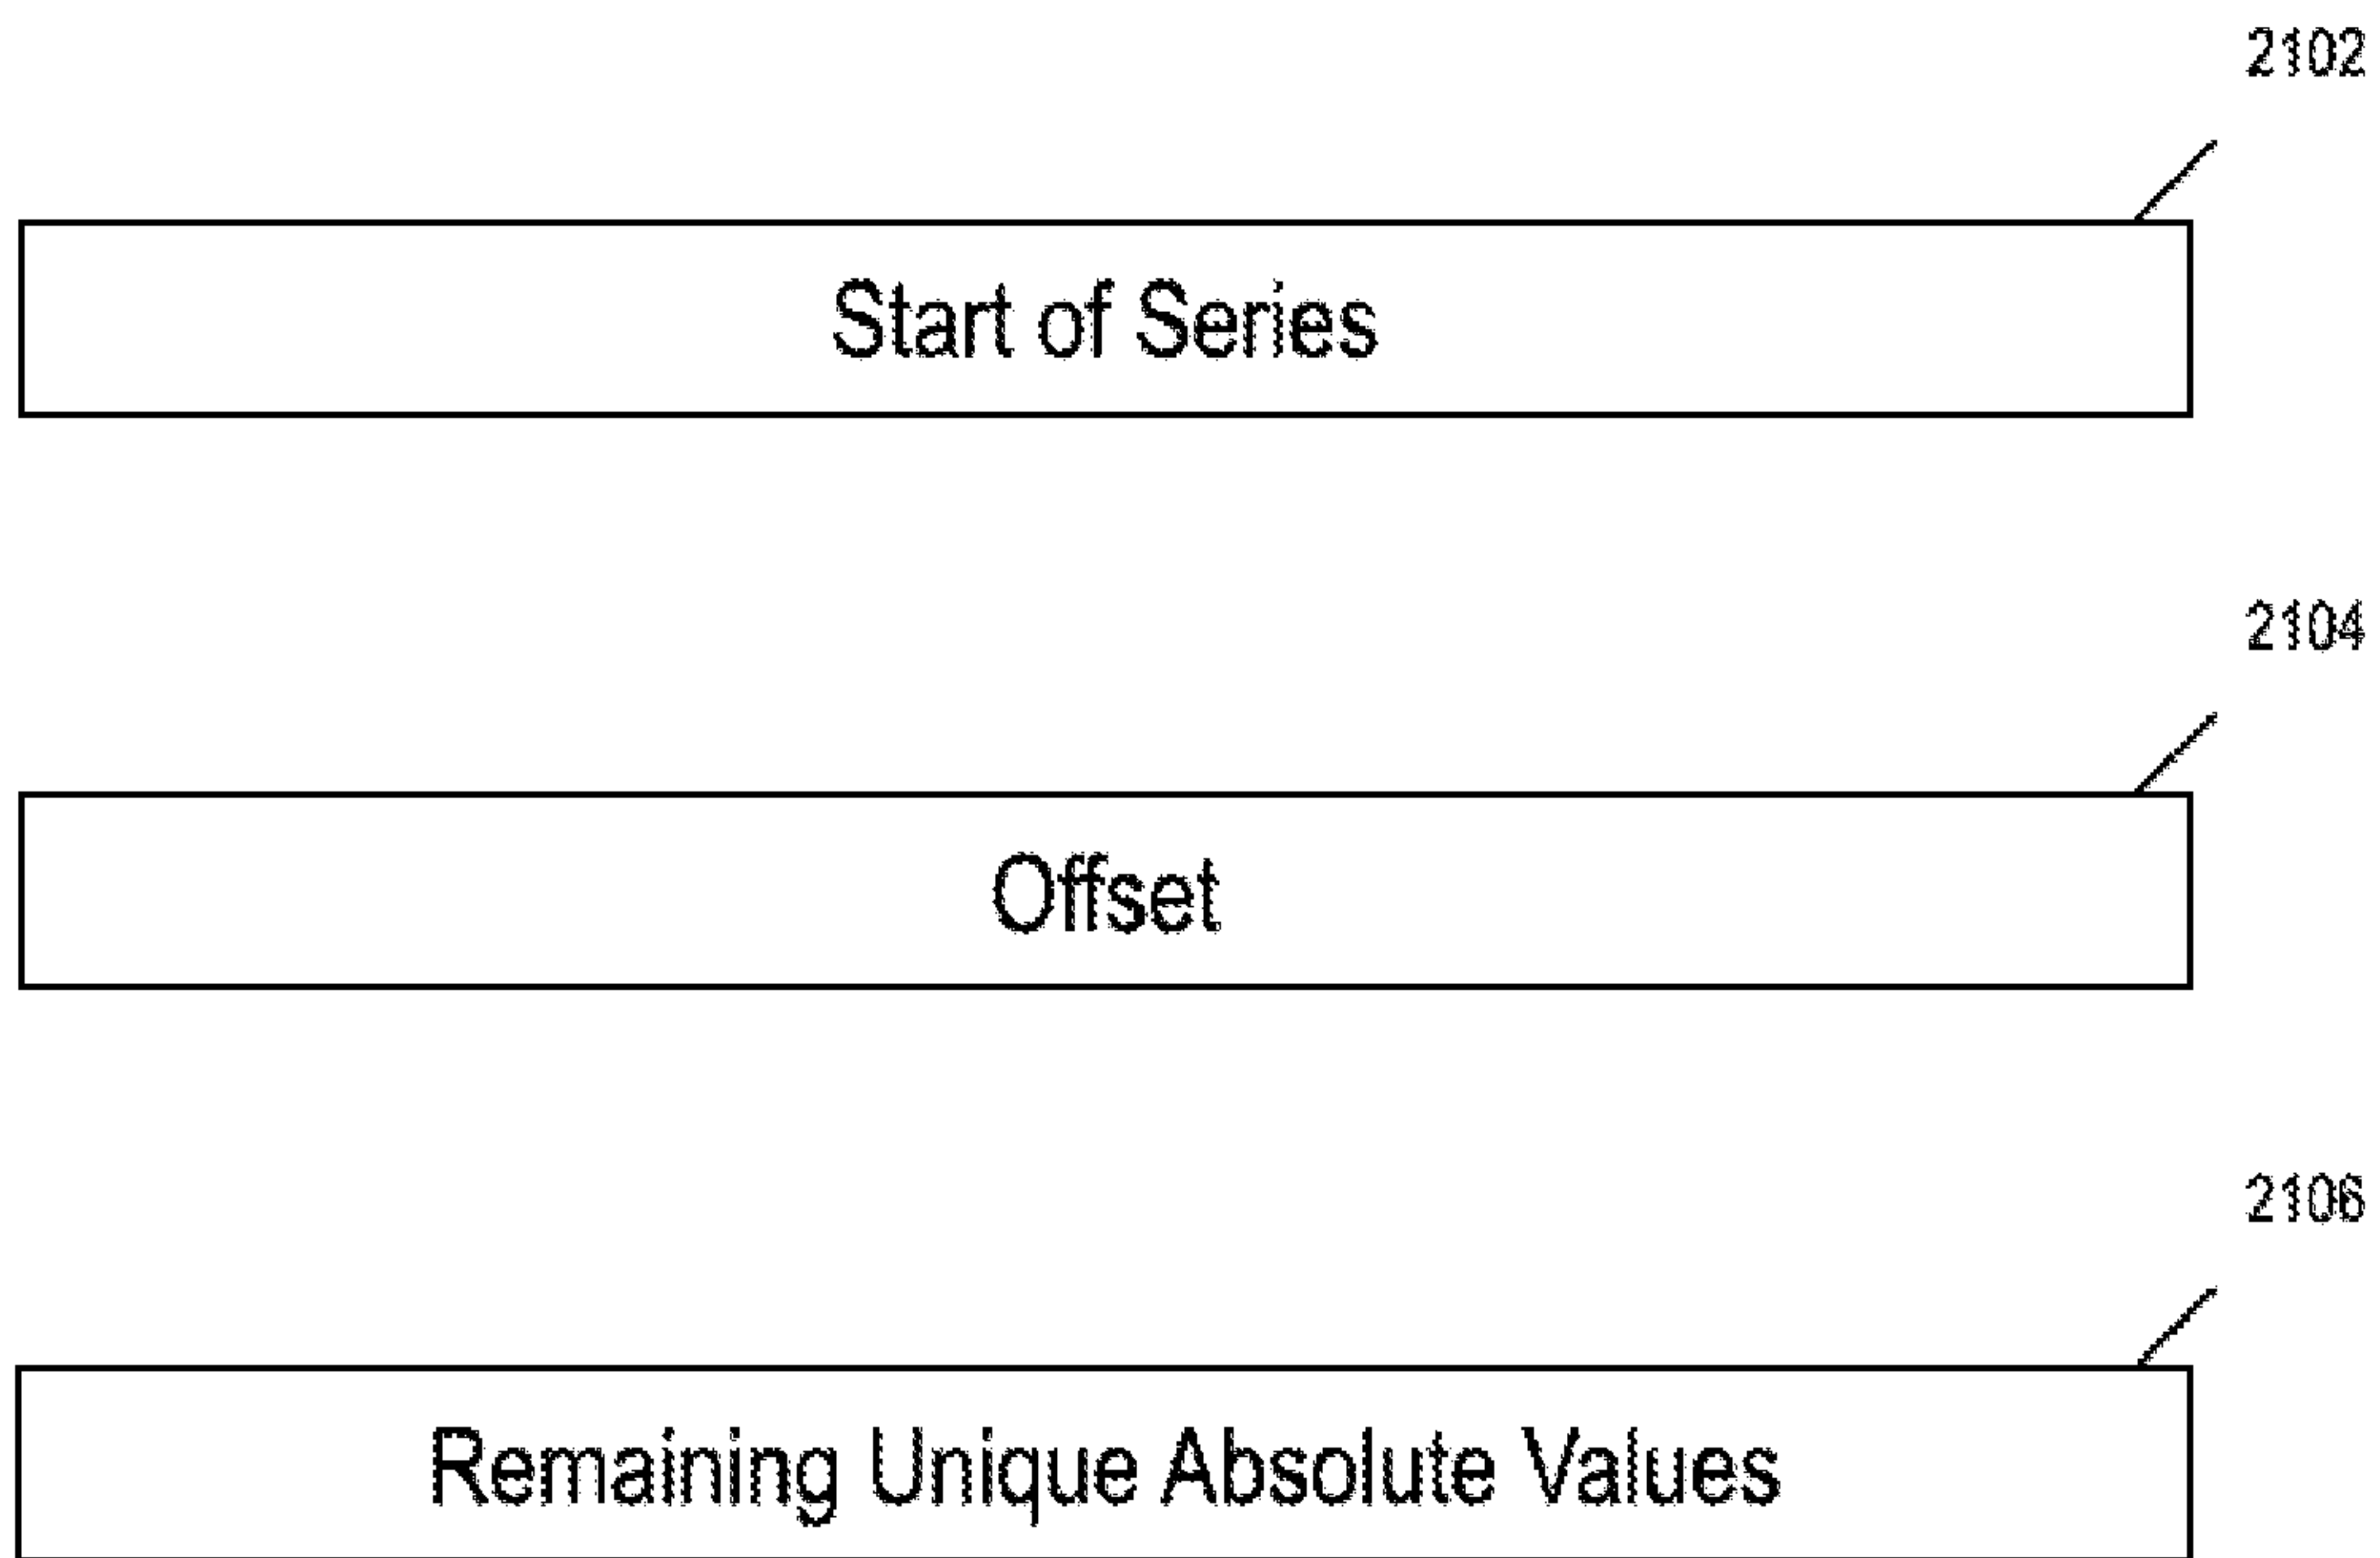 2102
Start of Series
2104
Offset
2106
Remaining Unique Absolute Values